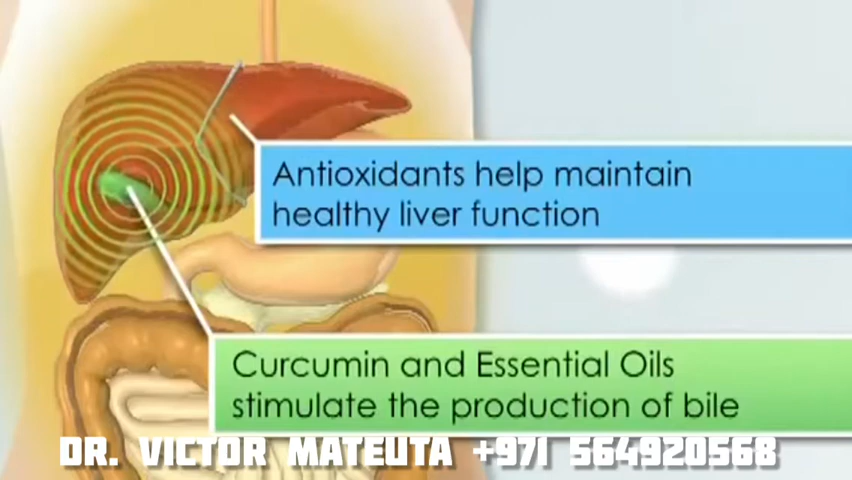 Antioxidants help maintain
healthy liver function
Curcumin and Essential Oils
stimulate the production of bile
DR. VICTOR MATEUTA +971 564920568